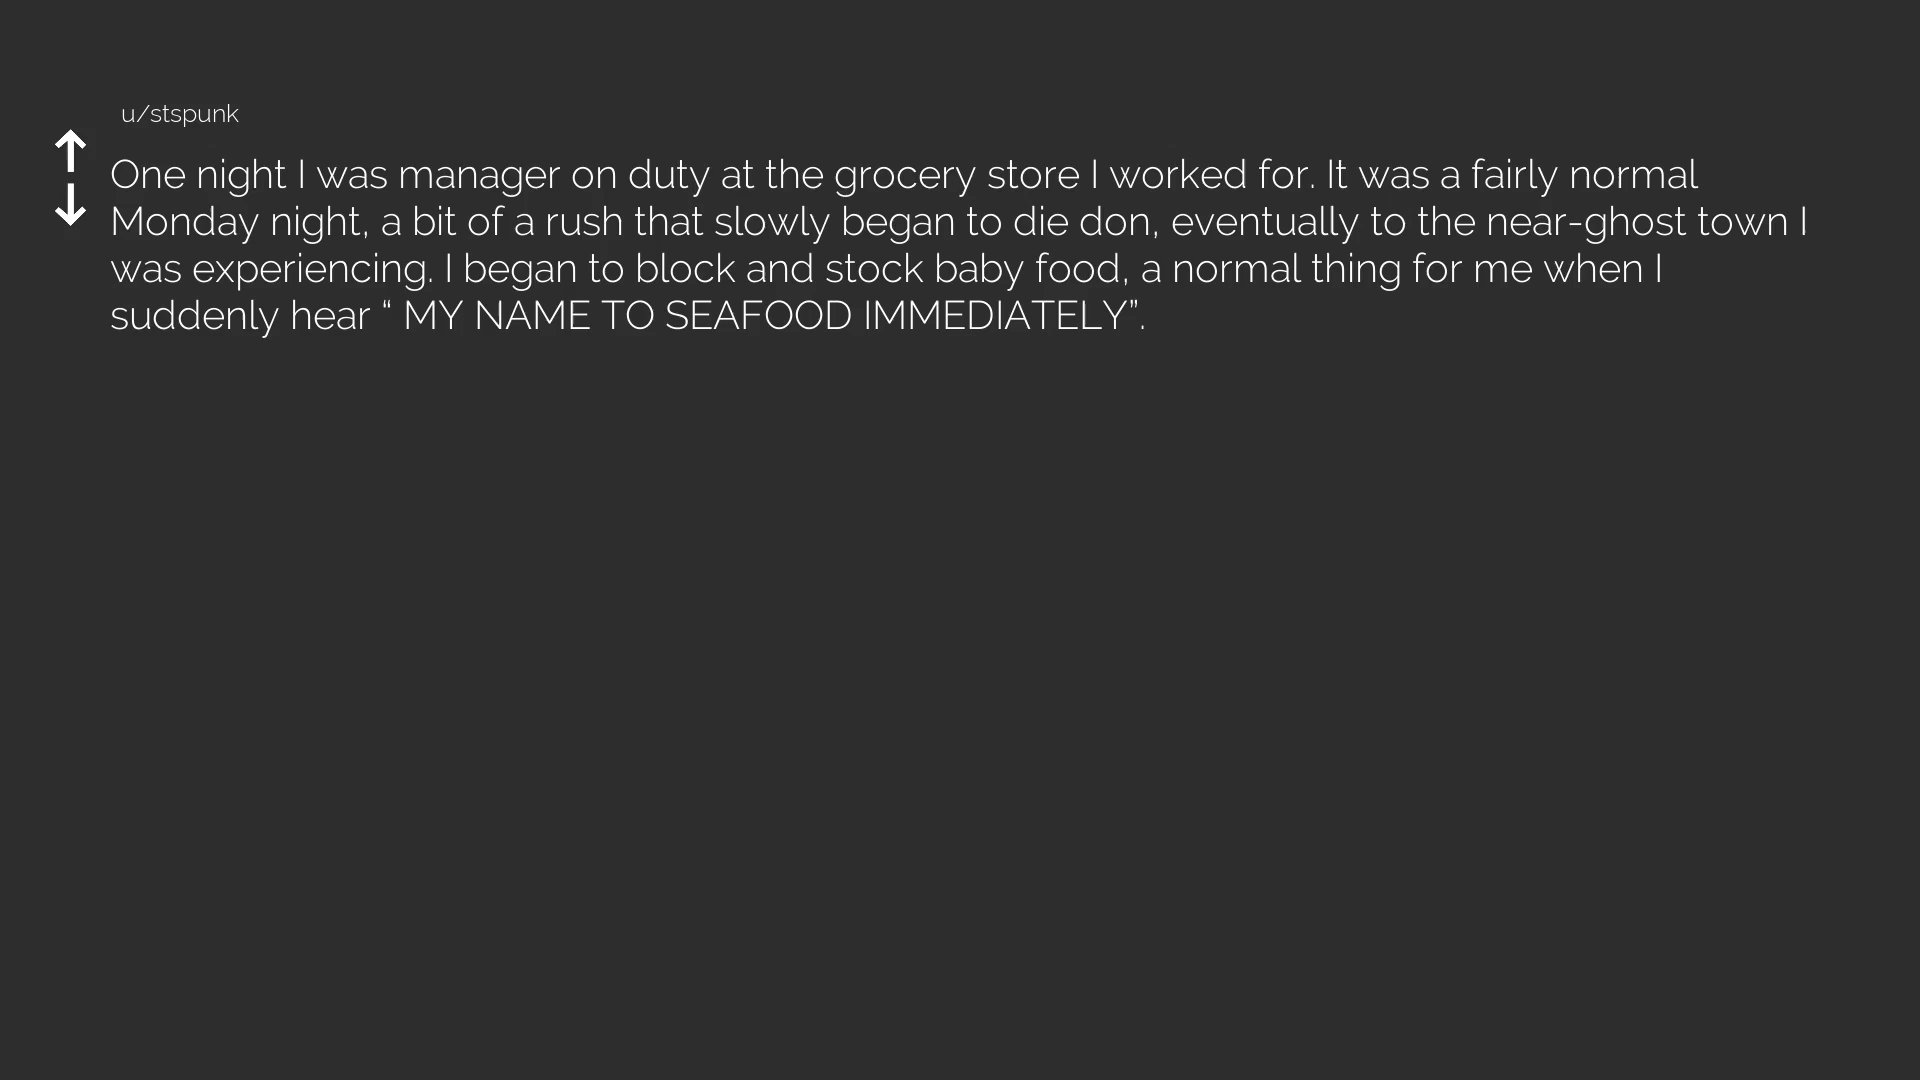 u/stspunk
One night I was manager on duty at the grocery store I worked for. It was a fairly normal
Monday night, a bit of a rush that slowly began to die don, eventually to the near-ghost town I
was experiencing. I began to block and stock baby food, a normal thing for me when I
suddenly hear “ MY NAME TO SEAFOOD IMMEDIATELY”.